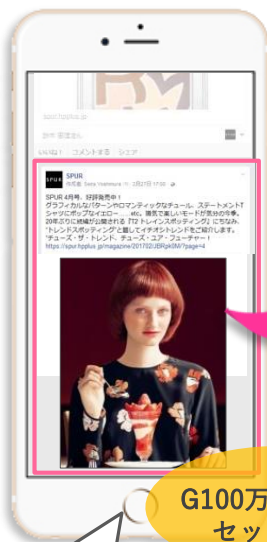 spur.hpplus.jp
いいね！ コメントする シェア
SPUR
SPUR
SPUR 4月号、好評発売中！
グラフィカルなパターンやロマンティックなチュール、ステートメントT
シャツにポップなイエロー……etc。強気で楽しいモードが気分の今季。
20年ぶりに続編が公開される『T2 トレインスポッティング』にちなみ、
"トレンドスポッティング"と題してイチオシトレンドをご紹介します。
"チューズ・ザ・トレンド、チューズ・ユア・フューチャー！
G100万
セッ